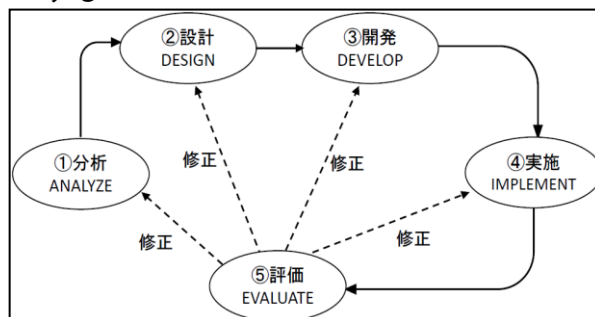 ②設計
DESIGN
③開発
DEVELOP
①分析
ANALYZE
④実施
IMPLEMENT
⑤評価
EVALUATE
修正
修正
修正
修正